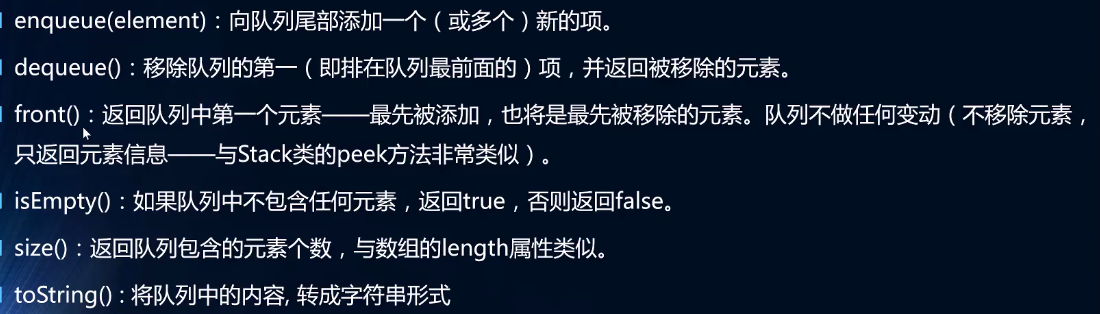 enqueue(element)：向队列尾部添加一个（或多个）新的项。
dequeue()：移除队列的第一（即排在队列最前面的）项，并返回被移除的元素。
front()：返回队列中第一个元素——最先被添加，也将是最先被移除的元素。队列不做任何变动（不移除元素，
只返回元素信息——与Stack类的peek方法非常类似）。
isEmpty()：如果队列中不包含任何元素，返回true，否则返回false。
size()：返回队列包含的元素个数，与数组的length属性类似。
toString()：将队列中的内容, 转成字符串形式